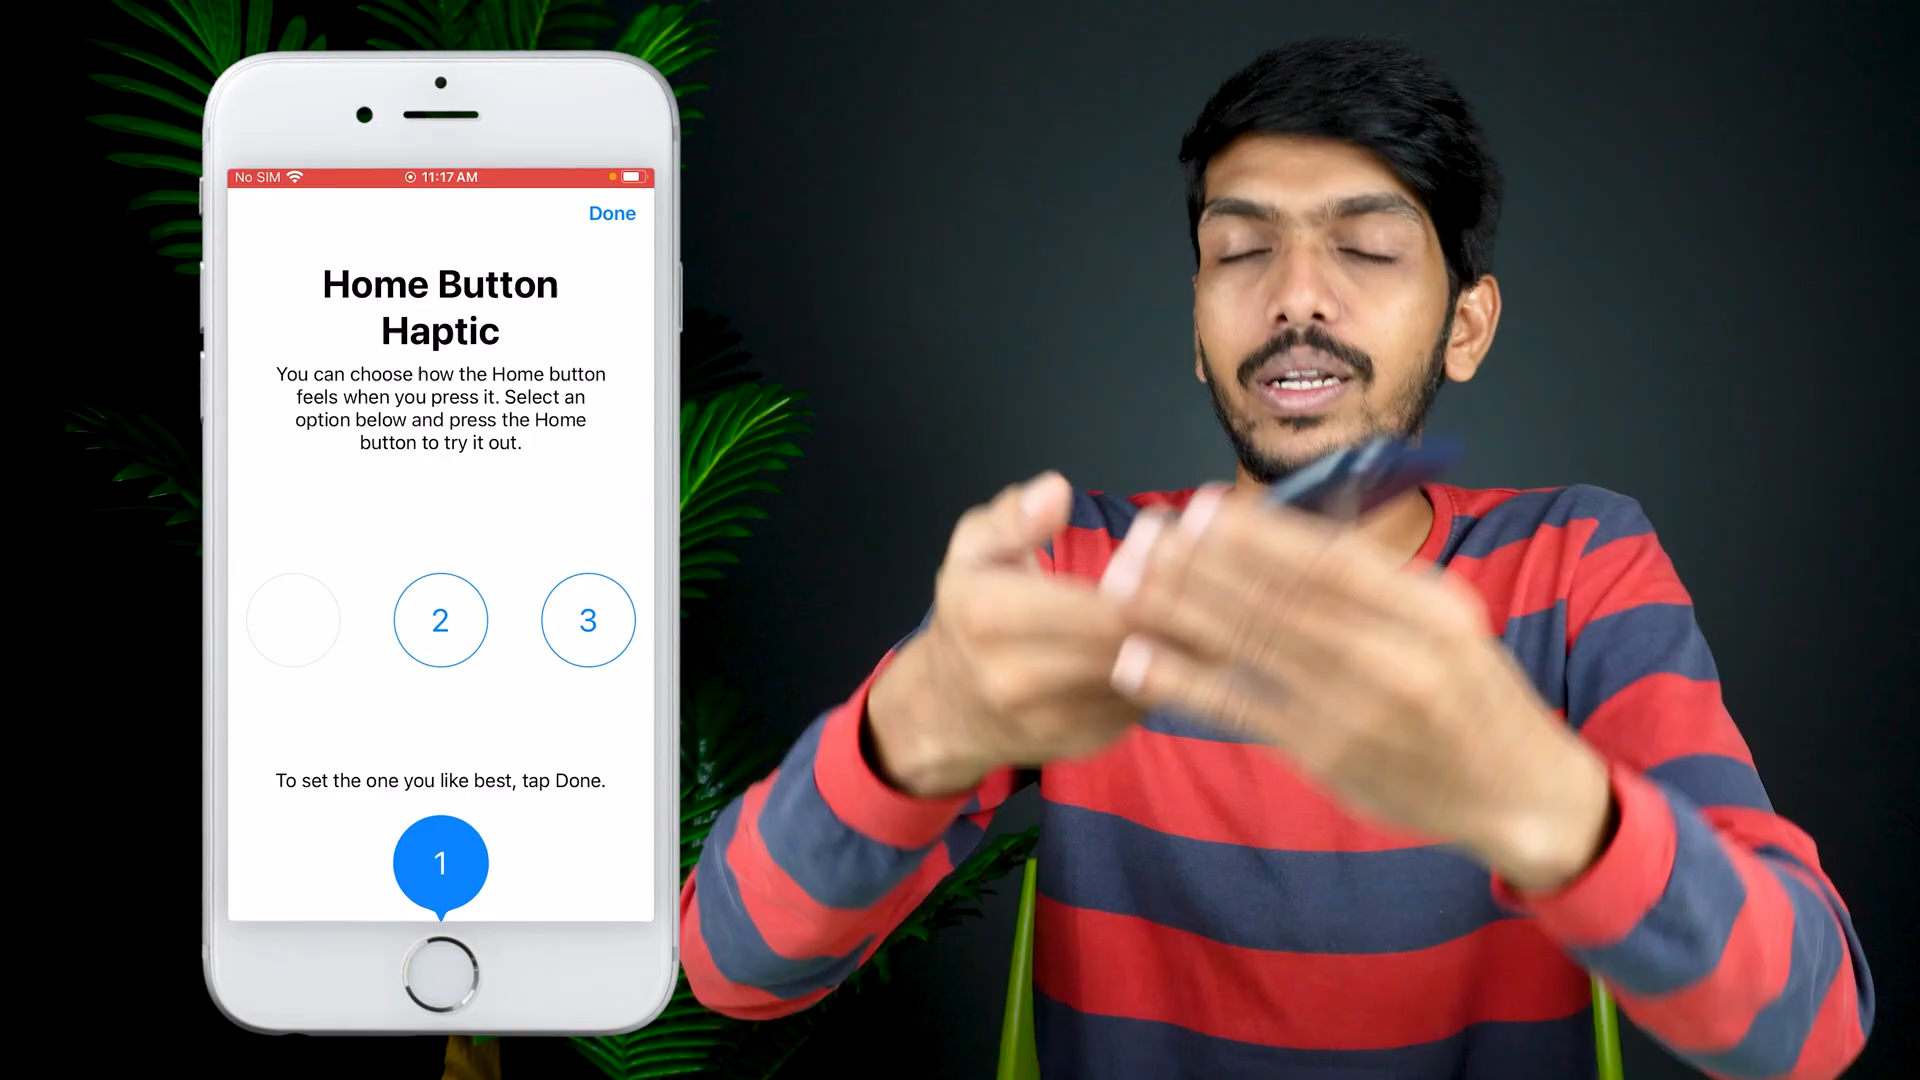 No SIM 11:17 AM
Done
Home Button
Haptic
You can choose how the Home button
feels when you press it. Select an
option below and press the Home
button to try it out.
2 3
To set the one you like best, tap Done.
1